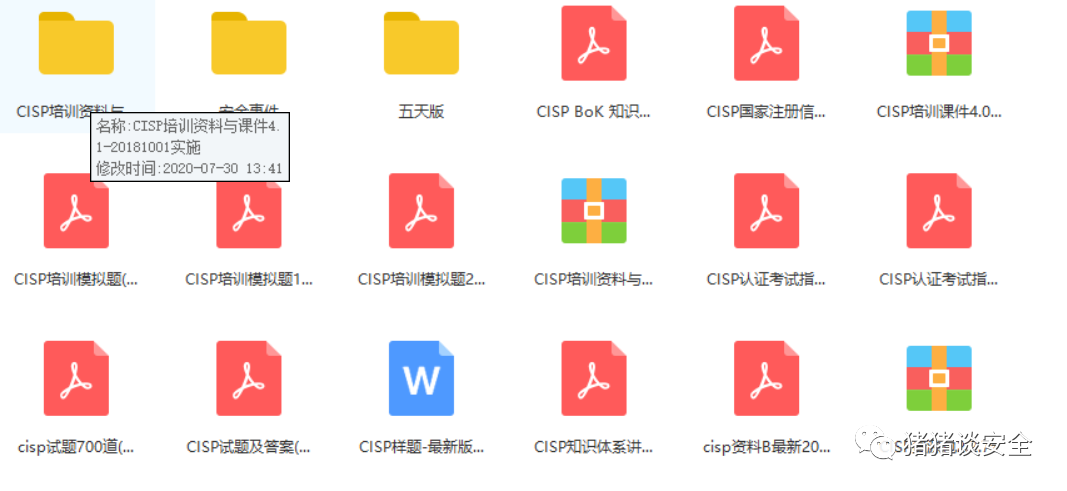 CISP培训资料与
安全事件
五天版
CISP BoK 知识...
CISP国家注册信...
CISP培训课件4.0...
名称:CISP培训资料与课件4.
1-20181001实施
修改时间:2020-07-30 13:41
CISP培训模拟题(...
CISP培训模拟题1...
CISP培训模拟题2...
CISP培训资料与...
CISP认证考试指...
CISP认证考试指...
cisp试题700道(...
CISP试题及答案(...
CISP样题-最新版...
CISP知识体系讲...
cisp资料B最新20...
猪猪谈安全